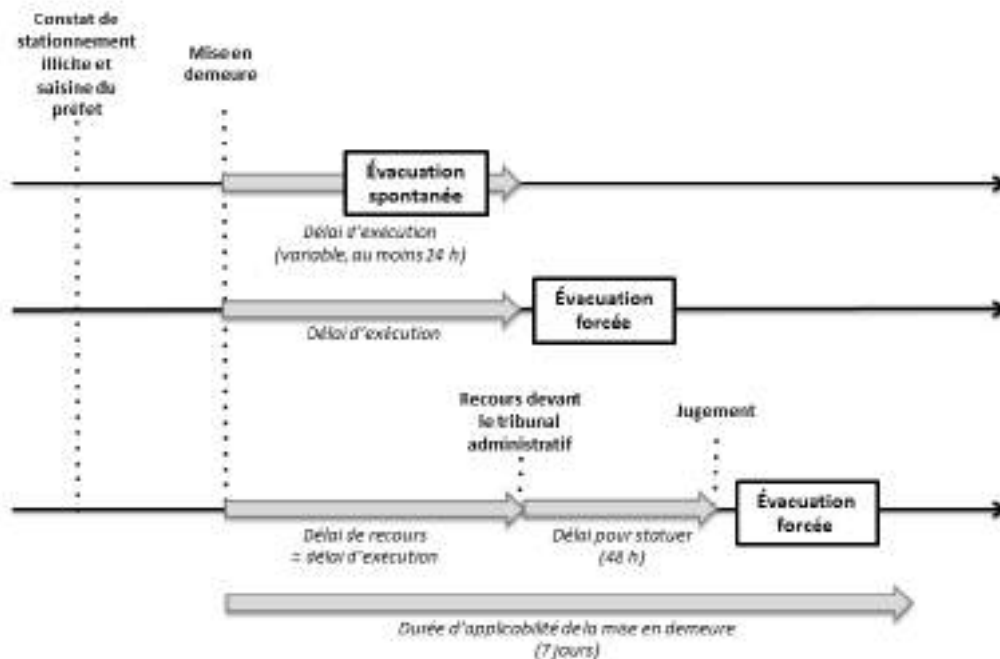 Constat de
stationnement
illicite et
saisine du
préfet
Mise en
demeure
Évacuation
spontanée
Délai d'exécution
(variable, au moins 24 h)
Évacuation
forcée
Délai d'exécution
Recours devant
le tribunal
administratif
Jugement
Évacuation
forcée
Délai de recours
= délai d'exécution
Délai pour statuer
(48 h)
Durée d'applicabilité de la mise en demeure
(7 jours)